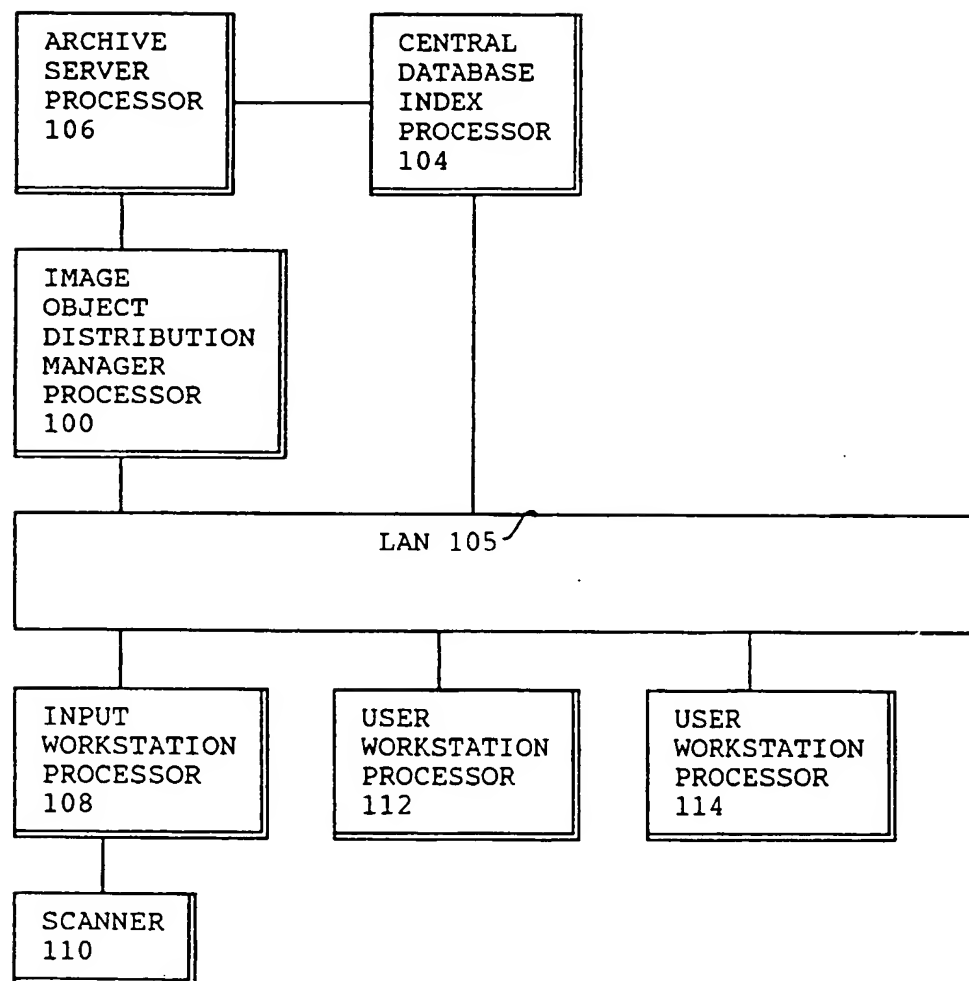 ARCHIVE
SERVER
PROCESSOR
106
CENTRAL
DATABASE
INDEX
PROCESSOR
104
IMAGE
OBJECT
DISTRIBUTION
MANAGER
PROCESSOR
100
LAN 105
INPUT
WORKSTATION
PROCESSOR
108
USER
WORKSTATION
PROCESSOR
112
USER
WORKSTATION
PROCESSOR
114
SCANNER
110